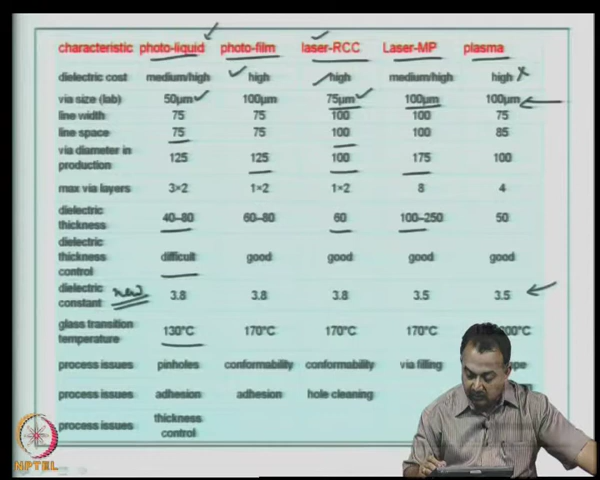 characteristic photo-liquid photo-film laser-RCC Laser-MP plasma
dielectric cost medium/high high high medium/high high
via size (lab) 50µm 100µm 75µm 100µm 100µm
line width 75 75 100 100 75
line space 75 75 100 100 85
via diameter in production 125 125 100 175 100
max via layers 3×2 1×2 1×2 8 4
dielectric thickness 40–80 60–80 60 100–250 50
dielectric thickness control difficult good good good good
dielectric constant 3.8 3.8 3.8 3.5 3.5
glass transition temperature 130°C 170°C 170°C 170°C
process issues pinholes conformability conformability via filling
process issues adhesion adhesion hole cleaning
process issues thickness control
NPTEL